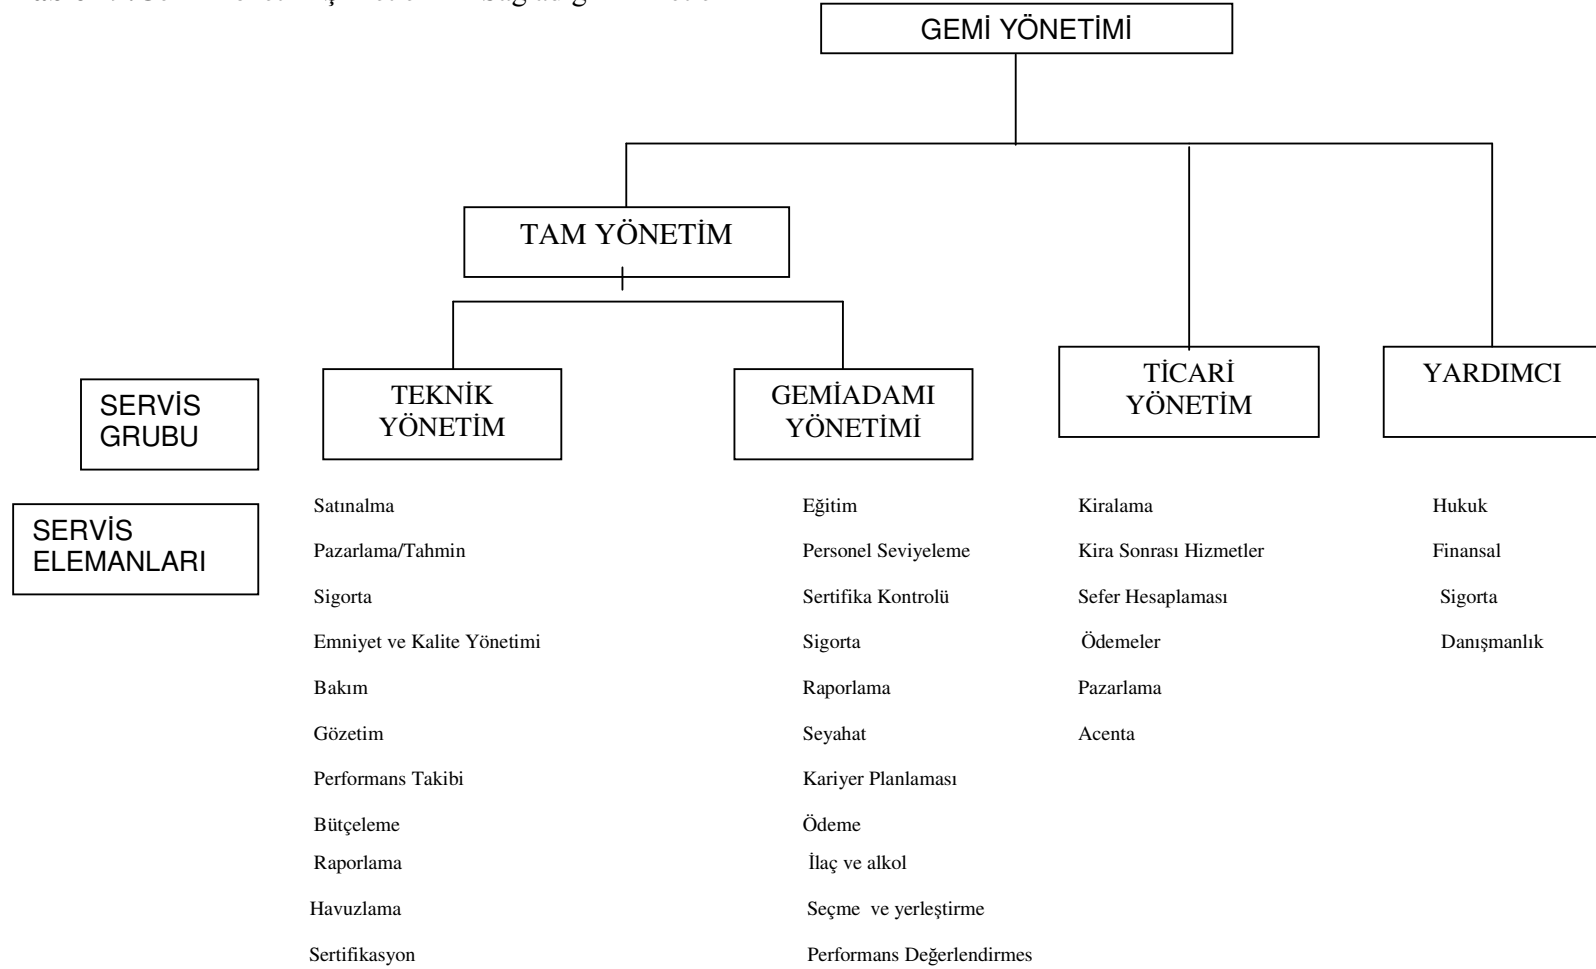 GEMİ YÖNETİMİ
TAM YÖNETİM
SERVİS
GRUBU
TEKNİK
YÖNETİM
GEMİADAMI
YÖNETİMİ
TİCARİ
YÖNETİM
YARDIMCI
SERVİS
ELEMANLARI
Satınalma
Pazarlama/Tahmin
Sigorta
Emniyet ve Kalite Yönetimi
Bakım
Gözetim
Performans Takibi
Bütçeleme
Raporlama
Havuzlama
Sertifikasyon
Eğitim
Personel Seviyeleme
Sertifika Kontrolü
Sigorta
Raporlama
Seyahat
Kariyer Planlaması
Ödeme
İlaç ve alkol
Seçme ve yerleştirme
Performans Değerlendirmes
Kiralama
Kira Sonrası Hizmetler
Sefer Hesaplaması
Ödemeler
Pazarlama
Acenta
Hukuk
Finansal
Sigorta
Danışmanlık